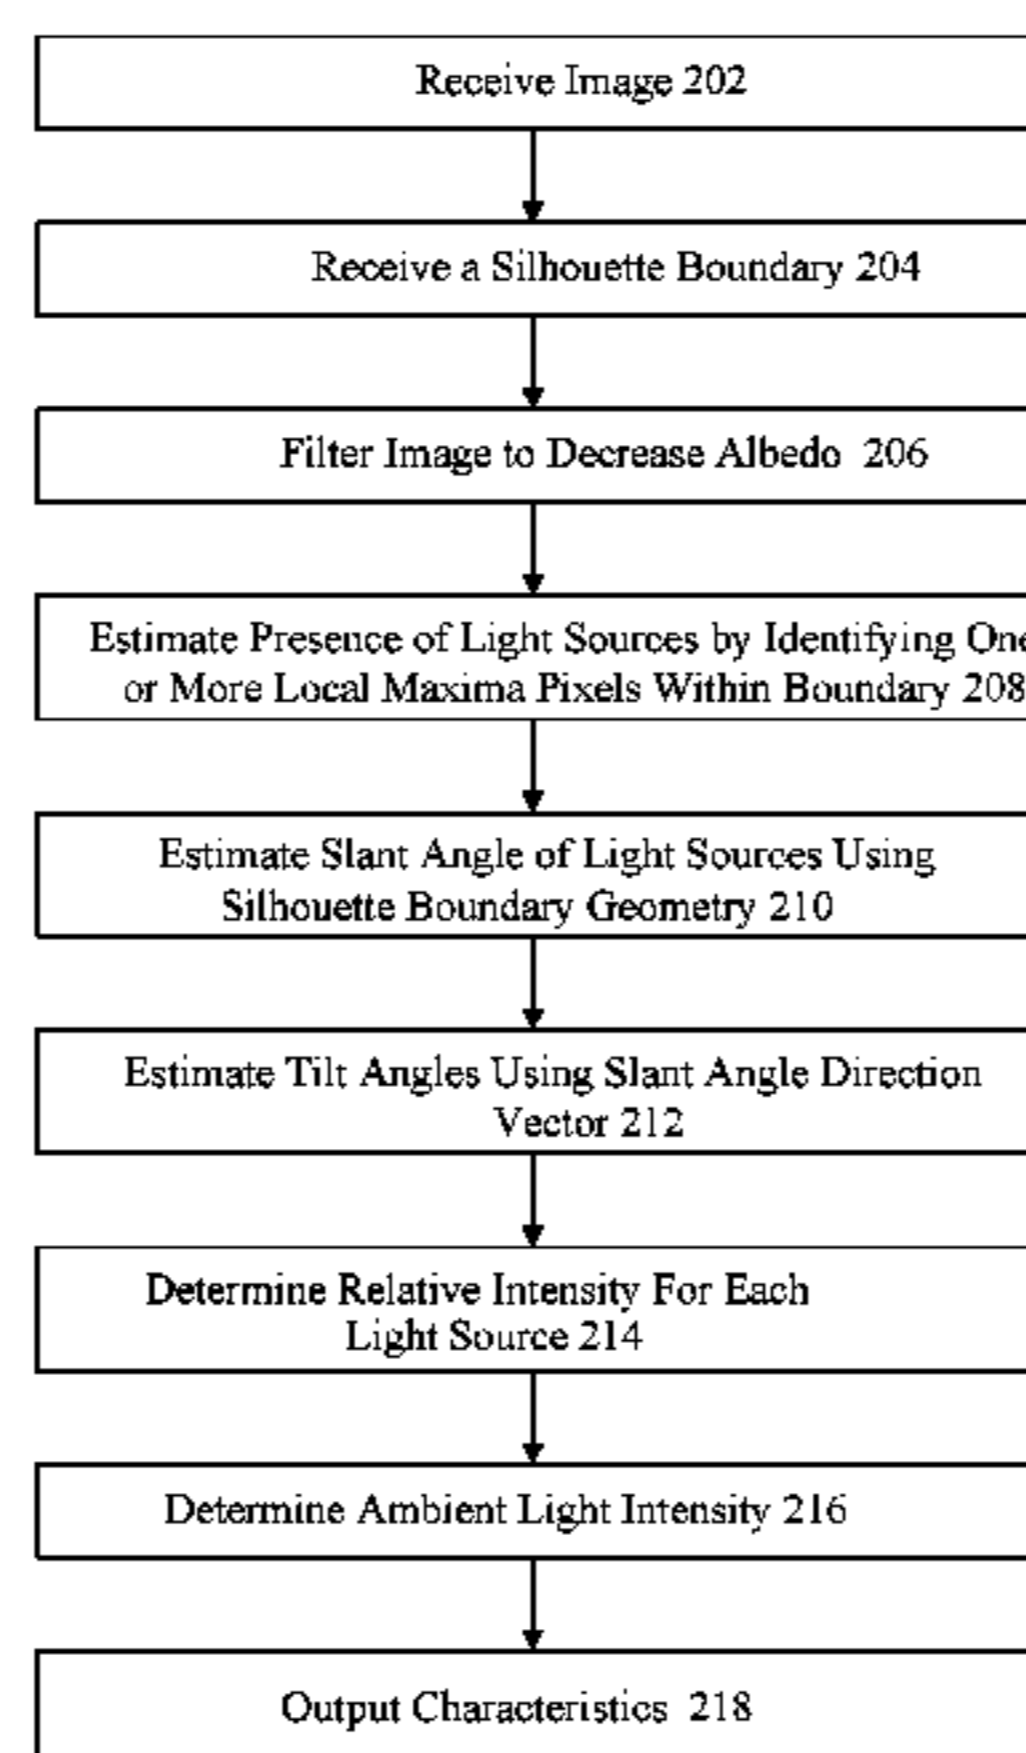 Receive Image 202
Receive a Silhouette Boundary 204
Filter Image to Decrease Albedo 206
Estimate Presence of Light Sources by Identifying One
or More Local Maxima Pixels Within Boundary 208
Estimate Slant Angle of Light Sources Using
Silhouette Boundary Geometry 210
Estimate Tilt Angles Using Slant Angle Direction
Vector 212
Determine Relative Intensity For Each
Light Source 214
Determine Ambient Light Intensity 216
Output Characteristics 218